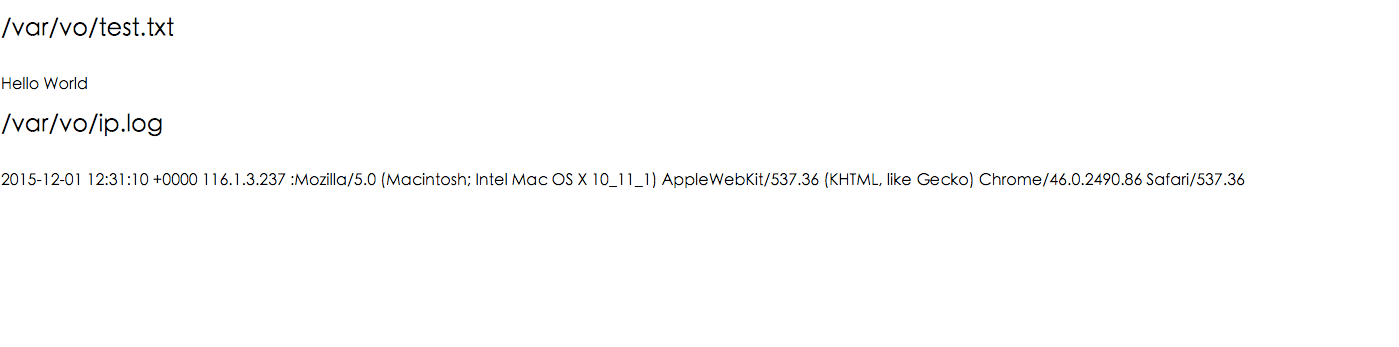 /var/vo/test.txt
Hello World
/var/vo/ip.log
2015-12-01 12:31:10 +0000 116.1.3.237 :Mozilla/5.0 (Macintosh; Intel Mac OS X 10_11_1) AppleWebKit/537.36 (KHTML, like Gecko) Chrome/46.0.2490.86 Safari/537.36